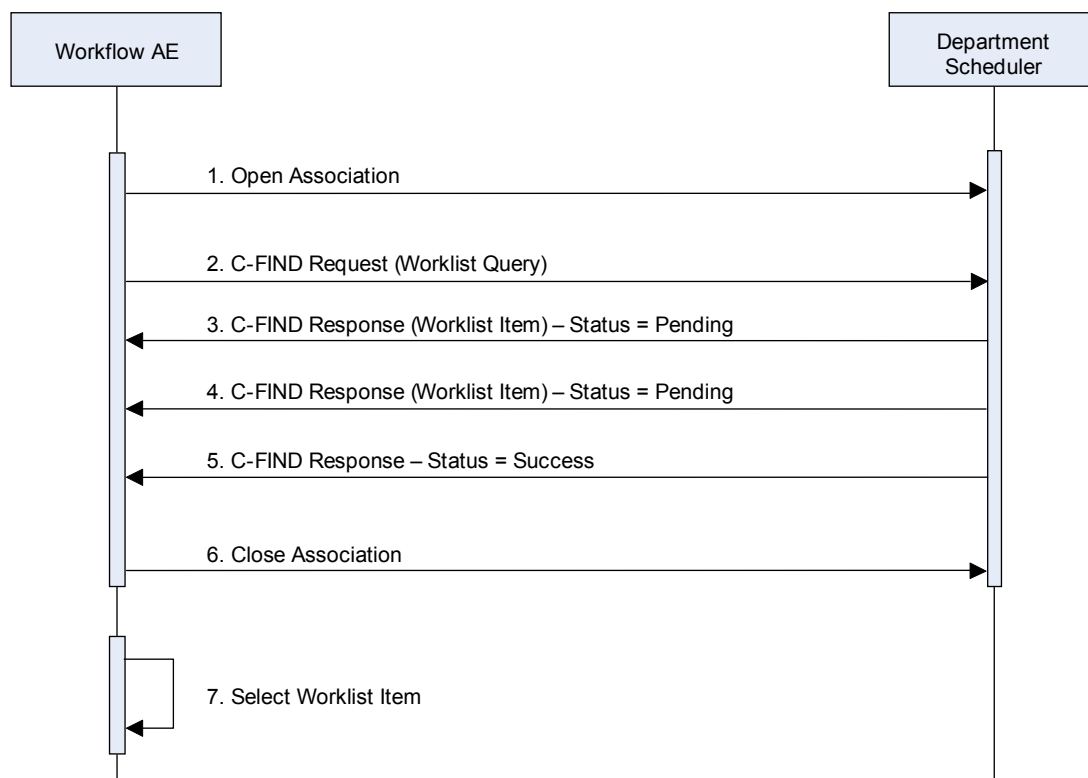 Workflow AE
Department
Scheduler
1. Open Association
2. C-FIND Request (Worklist Query)
3. C-FIND Response (Worklist Item) – Status = Pending
4. C-FIND Response (Worklist Item) – Status = Pending
5. C-FIND Response – Status = Success
6. Close Association
7. Select Worklist Item